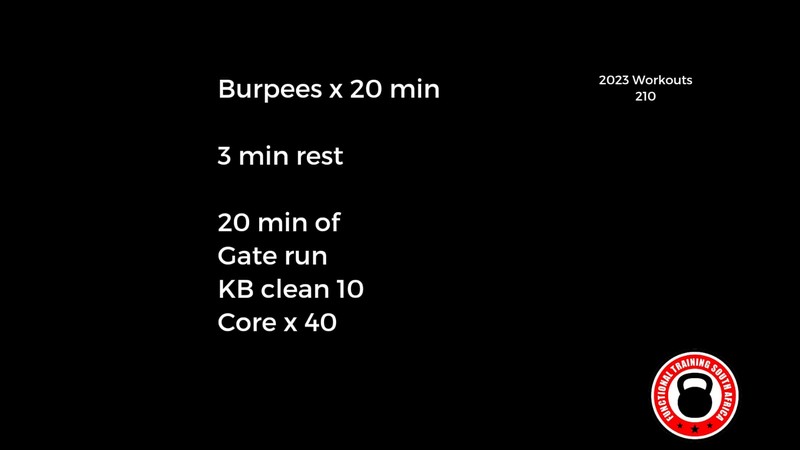 Burpees x 20 min
2023 Workouts
210
3 min rest
20 min of
Gate run
KB clean 10
Core x 40
FUNCTIONAL TRAINING SOUTH AFRICA